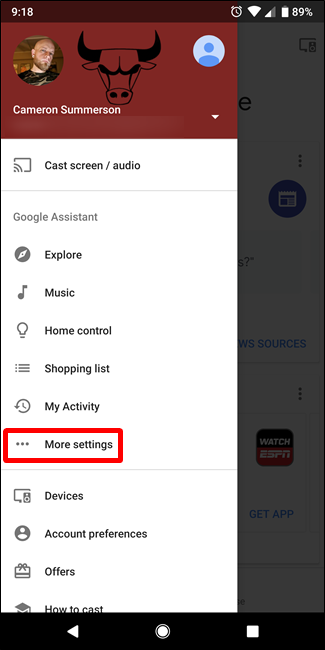 9:18
89%
Cameron Summerson
Cast screen / audio
Google Assistant
Explore
Music
Home control
s?"
Shopping list
WS SOURCES
My Activity
More settings
WATCH
ESPN
Devices
GET APP
Account preferences
Offers
How to cast